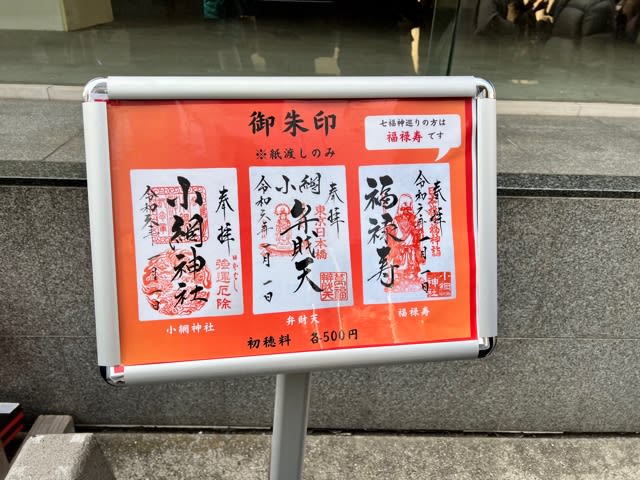 御朱印
※紙渡しのみ
七福神巡りの方は
福禄寿です
奉拝
小網神社
強運厄除
令和六年一月一日
小網神社
奉拝
小網
弁財天
東京日本橋
令和六年一月一日
弁財天
奉拝
福禄寿
令和六年一月一日
福禄寿
初穂料 各500円